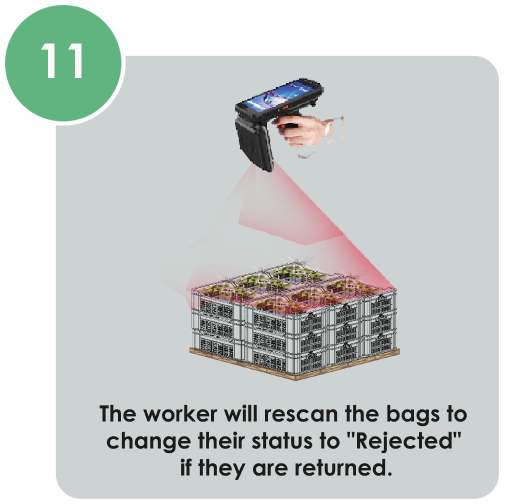 11
The worker will rescan the bags to
change their status to "Rejected"
if they are returned.